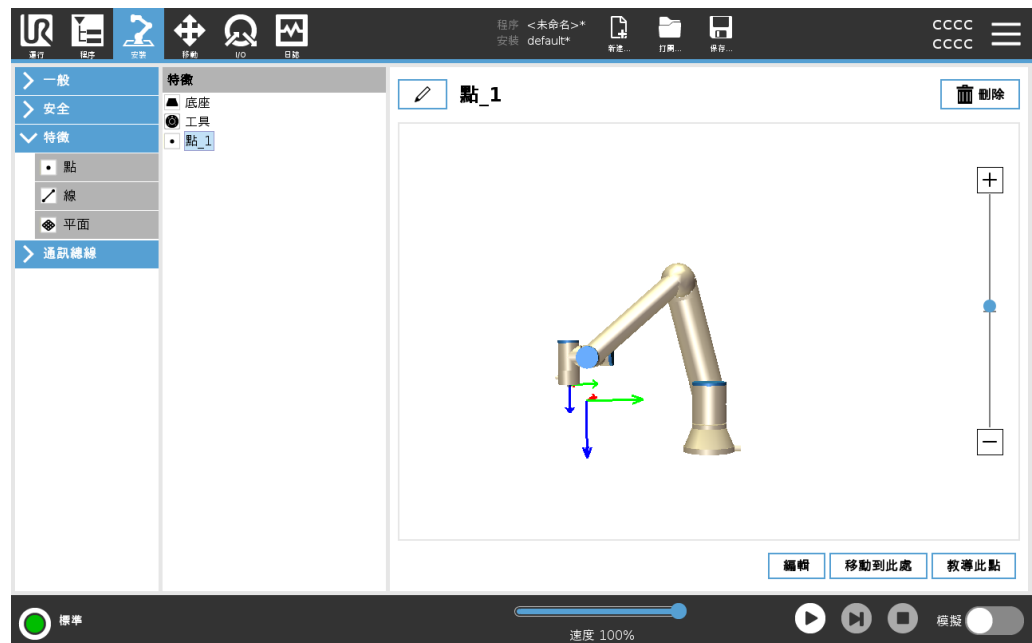 運行
程序
安裝
移動
I/O
日誌
程序 <未命名>*
安裝 default*
新建...
打開...
保存...
CCCC
CCCC
一般
安全
特徵
點
線
平面
通訊總線
特徵
底座
工具
點_1
點_1
刪除
編輯
移動到此處
教導此點
標準
速度 100%
模擬